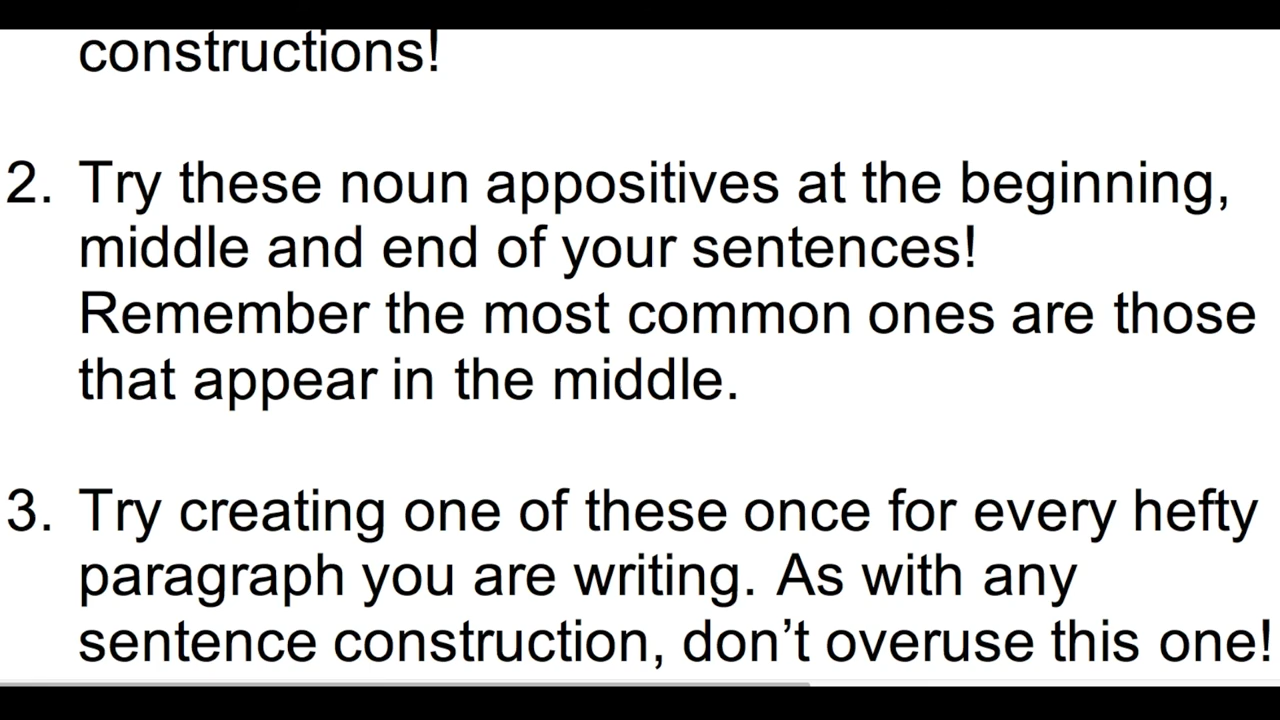 constructions!
2. Try these noun appositives at the beginning,
middle and end of your sentences!
Remember the most common ones are those
that appear in the middle.
3. Try creating one of these once for every hefty
paragraph you are writing. As with any
sentence construction, don’t overuse this one!